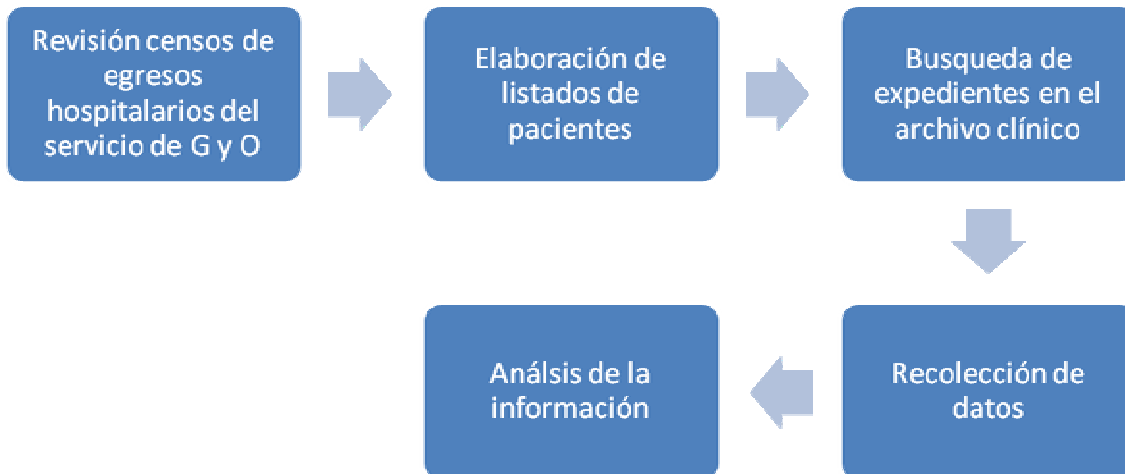 Revisión censos de
egresos
hospitalarios del
servicio de G y O
Elaboración de
listados de
pacientes
Busqueda de
expedientes en el
archivo clínico
Recolección de
datos
Análsis de la
información